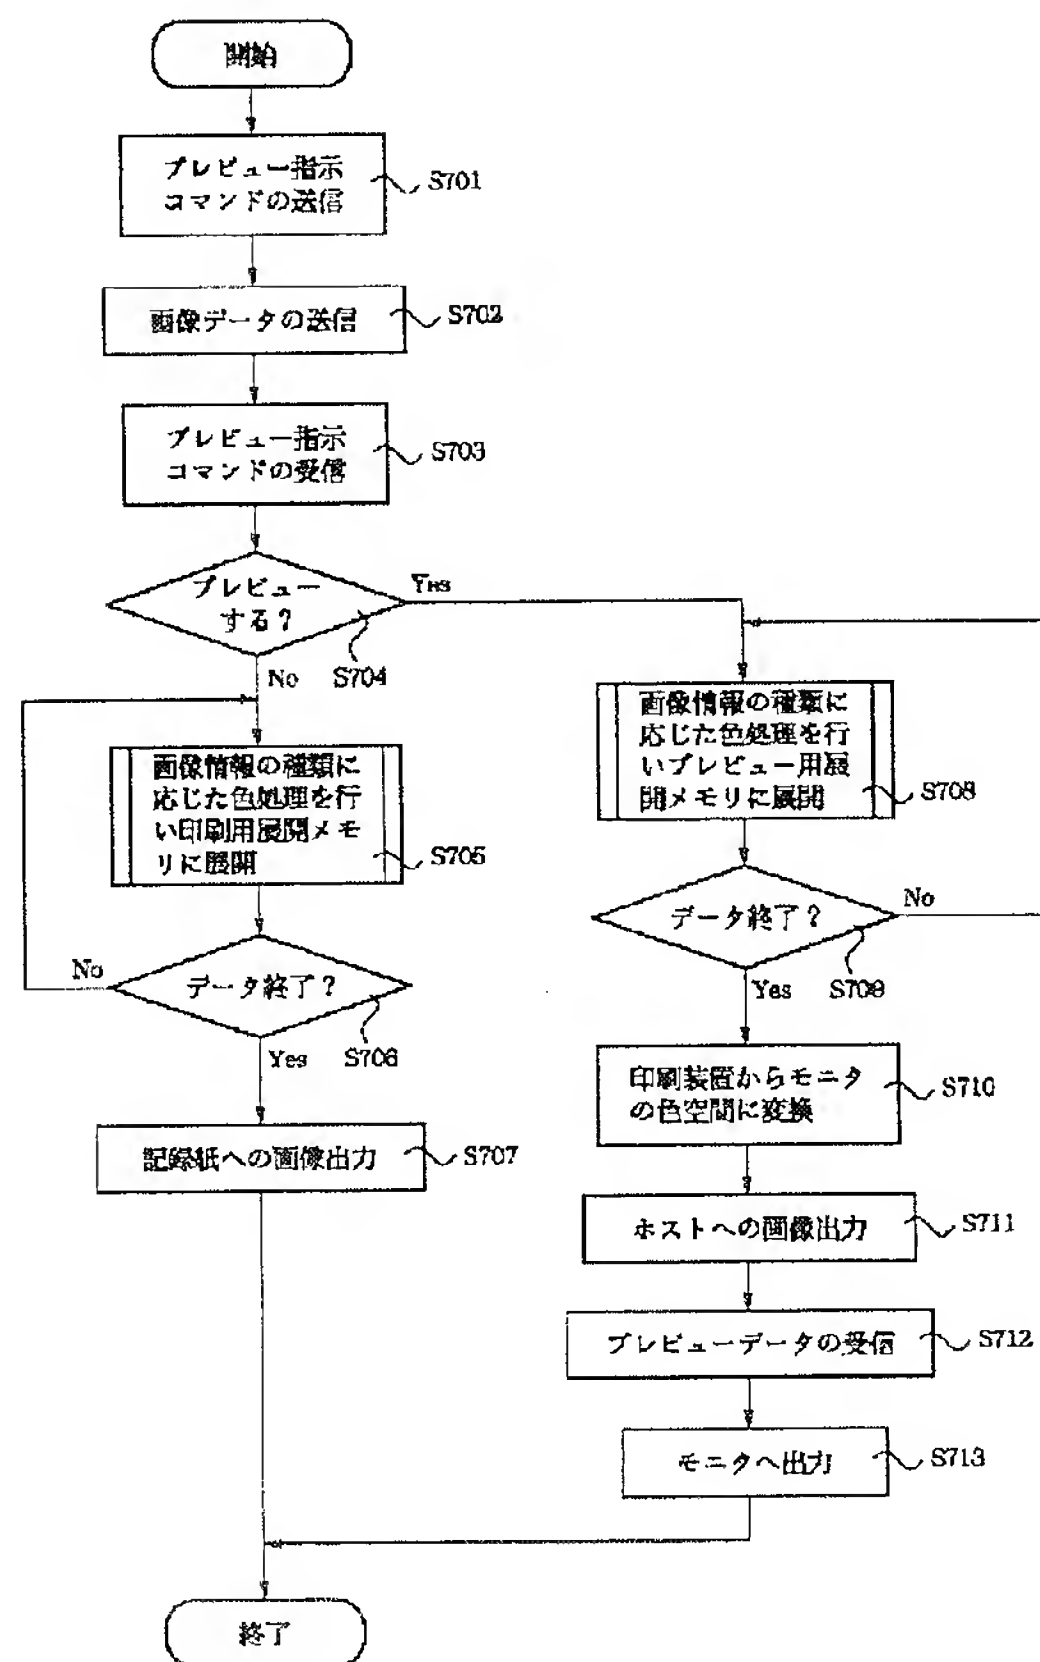 開始
プレビュー指示
コマンドの送信
S701
画像データの送信
S702
プレビュー指示
コマンドの受信
S703
プレビュー
する?
Yes
No
S704
画像情報の種類に
応じた色処理を行
い印刷用展開メモ
リに展開
S705
データ終了?
No
Yes
S706
記録紙への画像出力
S707
画像情報の種類に
応じた色処理を行
いプレビュー用展
開メモリに展開
S708
データ終了?
No
Yes
S709
印刷装置からモニタ
の色空間に変換
S710
ホストへの画像出力
S711
プレビューデータの受信
S712
モニタへ出力
S713
終了